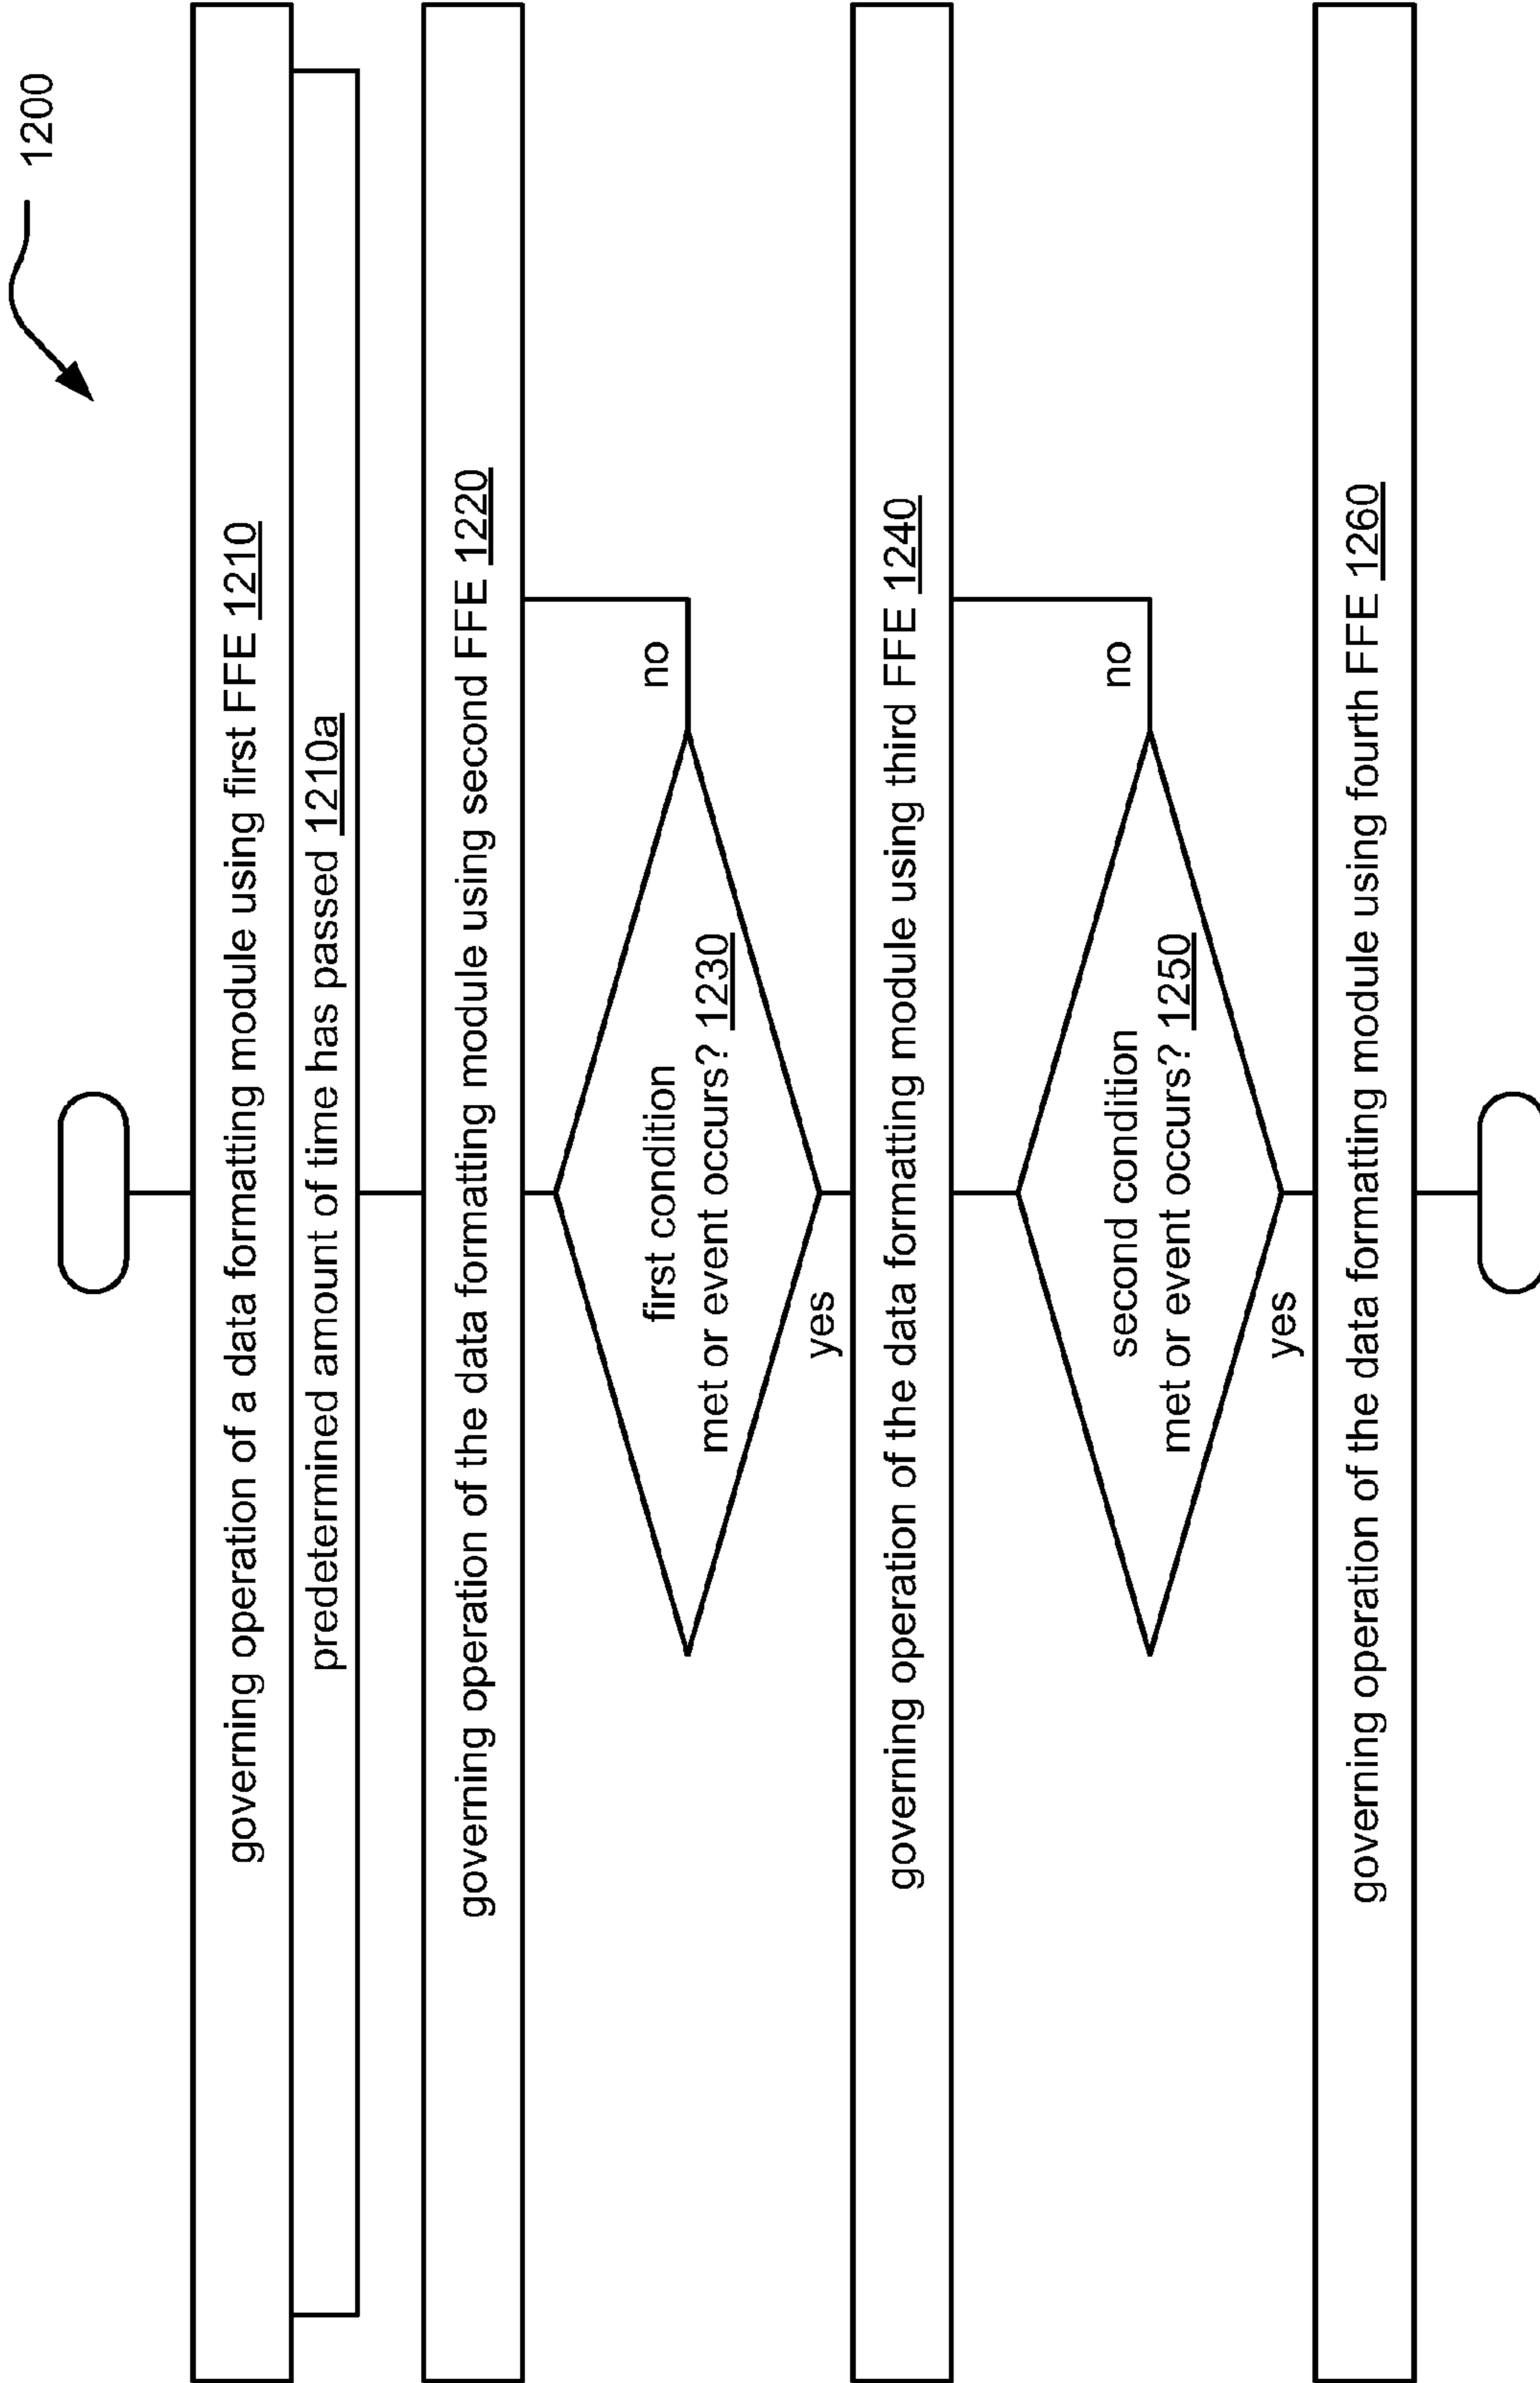 1200
governing operation of a data formatting module using first FFE 1210
predetermined amount of time has passed 1210a
governing operation of the data formatting module using second FFE 1220
no
first condition
met or event occurs? 1230
yes
governing operation of the data formatting module using third FFE 1240
no
second condition
met or event occurs? 1250
yes
governing operation of the data formatting module using fourth FFE 1260